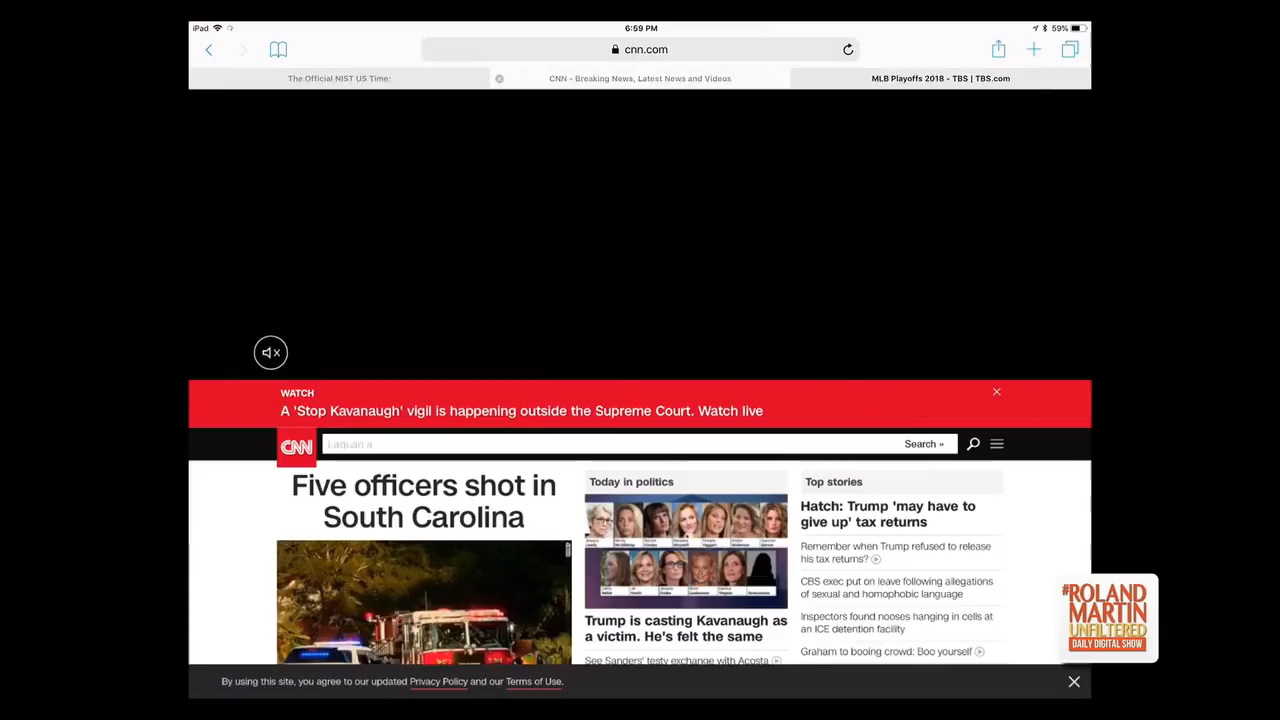 iPad
6:59 PM
59%
cnn.com
The Official NIST US Time:
CNN - Breaking News, Latest News and Videos
MLB Playoffs 2018 - TBS | TBS.com
WATCH
A 'Stop Kavanaugh' vigil is happening outside the Supreme Court. Watch live
CNN
Laquan a
Search »
Five officers shot in
South Carolina
Today in politics
Trump is casting Kavanaugh as
a victim. He's felt the same
See Sanders' testy exchange with Acosta
Top stories
Hatch: Trump 'may have to
give up' tax returns
Remember when Trump refused to release
his tax returns?
CBS exec put on leave following allegations
of sexual and homophobic language
Inspectors found nooses hanging in cells at
an ICE detention facility
Graham to booing crowd: Boo yourself
#ROLAND
MARTIN
UNFILTERED
DAILY DIGITAL SHOW
By using this site, you agree to our updated Privacy Policy and our Terms of Use.